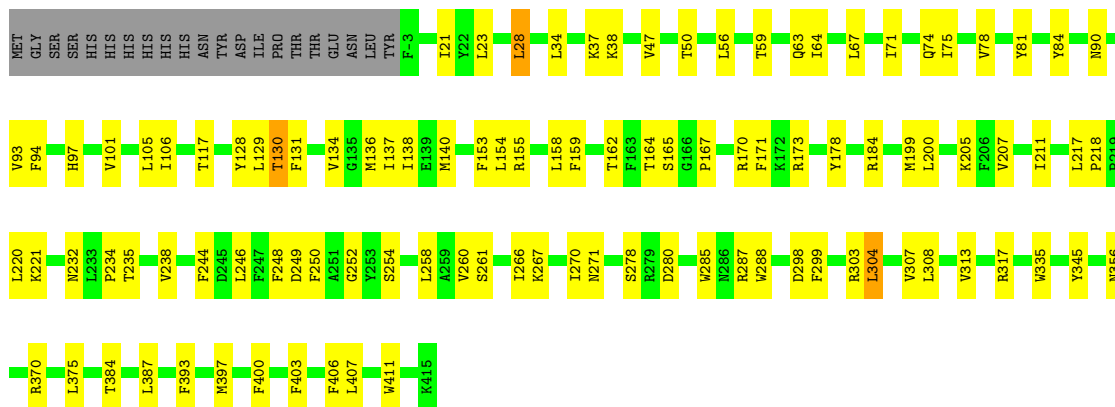 MET GLY SER SER HIS HIS HIS HIS HIS HIS ASN TYR ASP ILE PRO THR THR GLU ASN LEU TYR F-3 I21 Y22 L23 L28 L34 K37 K38 V47 T50 L56 T59 Q63 I64 L67 I71 Q74 I75 V78 Y81 Y84 N90
V93 F94 H97 V101 L105 I106 T117 Y128 L129 T130 F131 V134 G135 M136 I137 I138 E139 M140 F153 L154 R155 L158 F159 T162 F163 T164 S165 G166 P167 R170 F171 K172 R173 Y178 R184 M199 L200 K205 F206 V207 I211 L217 P218
L220 K221 N232 L233 P234 T235 V238 F244 D245 L246 F247 F248 D249 F250 A251 G252 Y253 S254 L258 A259 V260 S261 I266 K267 I270 N271 S278 R279 D280 W285 N286 R287 W288 D298 F299 R303 L304 V307 L308 V313 R317 W335 Y345 N356
R370 L375 T384 L387 F393 M397 F400 F403 F406 L407 W411 K415